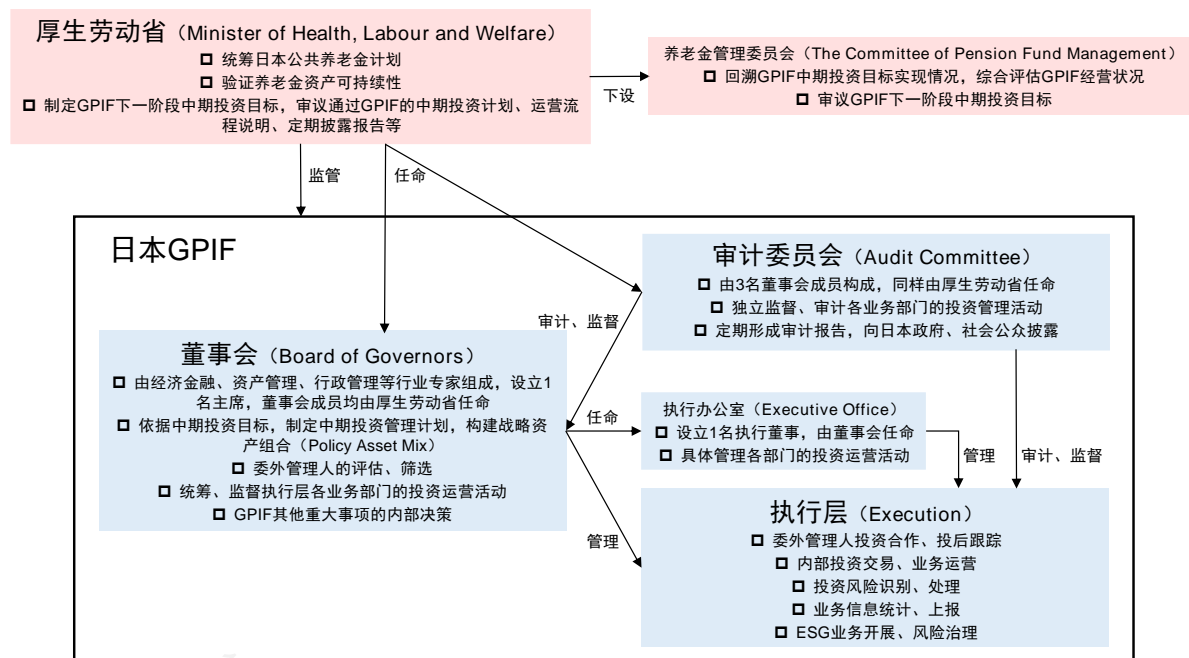 厚生劳动省（Minister of Health, Labour and Welfare）
统筹日本公共养老金计划
验证养老金资产可持续性
制定GPIF下一阶段中期投资目标，审议通过GPIF的中期投资计划、运营流
程说明、定期披露报告等
下设
养老金管理委员会（The Committee of Pension Fund Management）
回溯GPIF中期投资目标实现情况，综合评估GPIF经营状况
审议GPIF下一阶段中期投资目标
监管
任命
日本GPIF
审计委员会（Audit Committee）
由3名董事会成员构成，同样由厚生劳动省任命
独立监督、审计各业务部门的投资管理活动
定期形成审计报告，向日本政府、社会公众披露
审计、监督
董事会（Board of Governors）
由经济金融、资产管理、行政管理等行业专家组成，设立1
名主席，董事会成员均由厚生劳动省任命
依据中期投资目标，制定中期投资管理计划，构建战略资
产组合（Policy Asset Mix）
委外管理人的评估、筛选
统筹、监督执行层各业务部门的投资运营活动
GPIF其他重大事项的内部决策
任命
执行办公室（Executive Office）
设立1名执行董事，由董事会任命
具体管理各部门的投资运营活动
管理
审计、监督
管理
执行层（Execution）
委外管理人投资合作、投后跟踪
内部投资交易、业务运营
投资风险识别、处理
业务信息统计、上报
ESG业务开展、风险治理